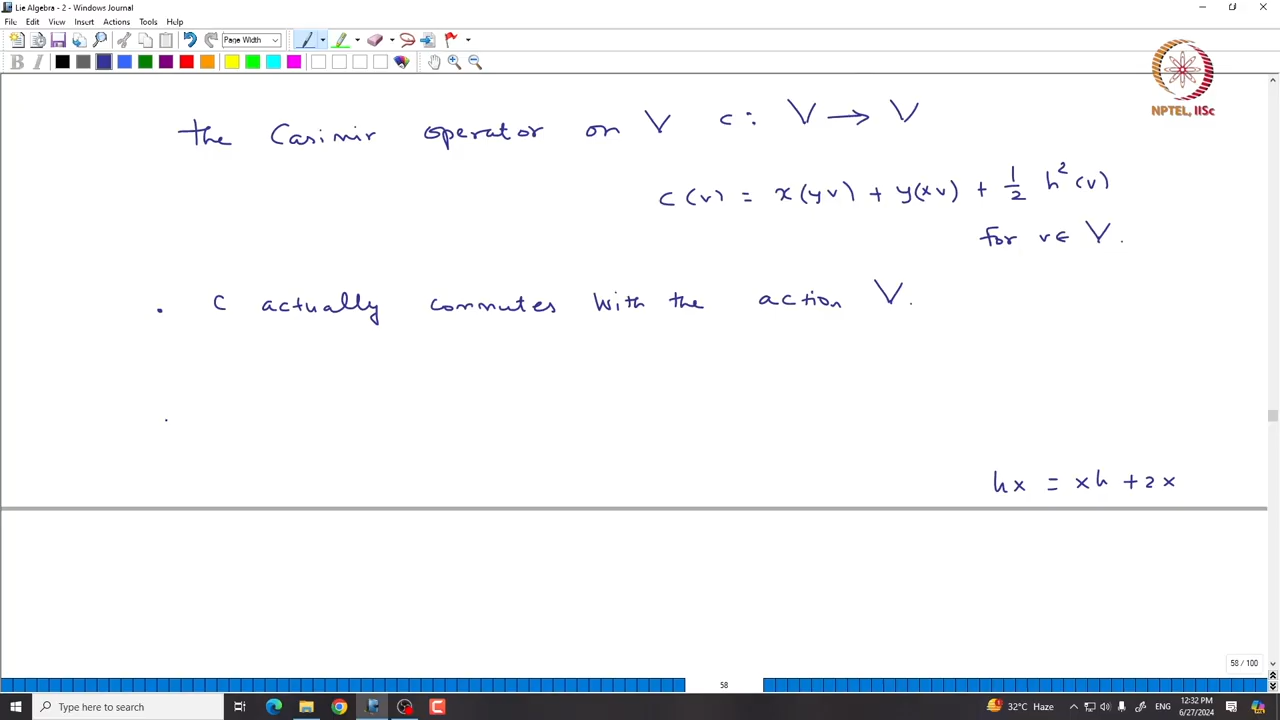 Lie Algebra - 2 - Windows Journal
File Edit View Insert Actions Tools Help
Page Width
B I
NPTEL, IISc
the Casimir operator on V c : V → V
c (v) = x(yv) + y(xv) + 1/2 h² (v)
for v ∈ V.
. C actually commutes with the action V.
hx = xh + 2x
58 / 100
58
Type here to search
32°C Haze
ENG
12:32 PM
6/27/2024